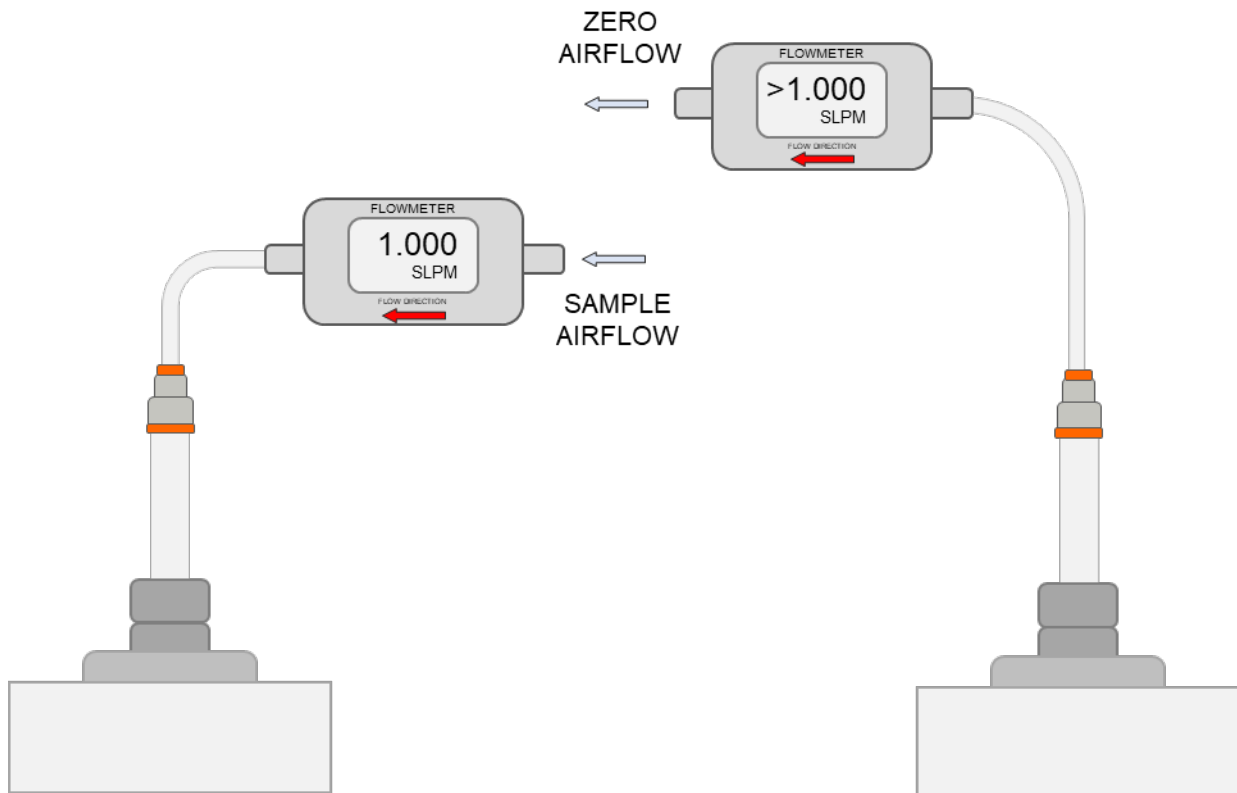 ZERO
AIRFLOW
FLOWMETER
>1.000
SLPM
FLOW DIRECTION
FLOWMETER
1.000
SLPM
FLOW DIRECTION
SAMPLE
AIRFLOW